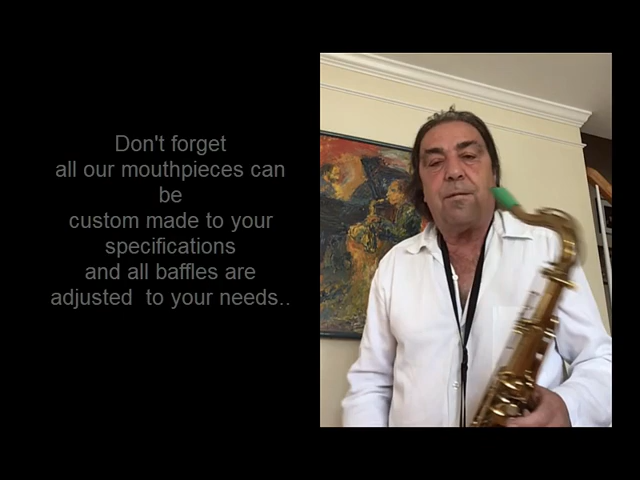 Don't forget
all our mouthpieces can
be
custom made to your
specifications
and all baffles are
adjusted  to your needs..